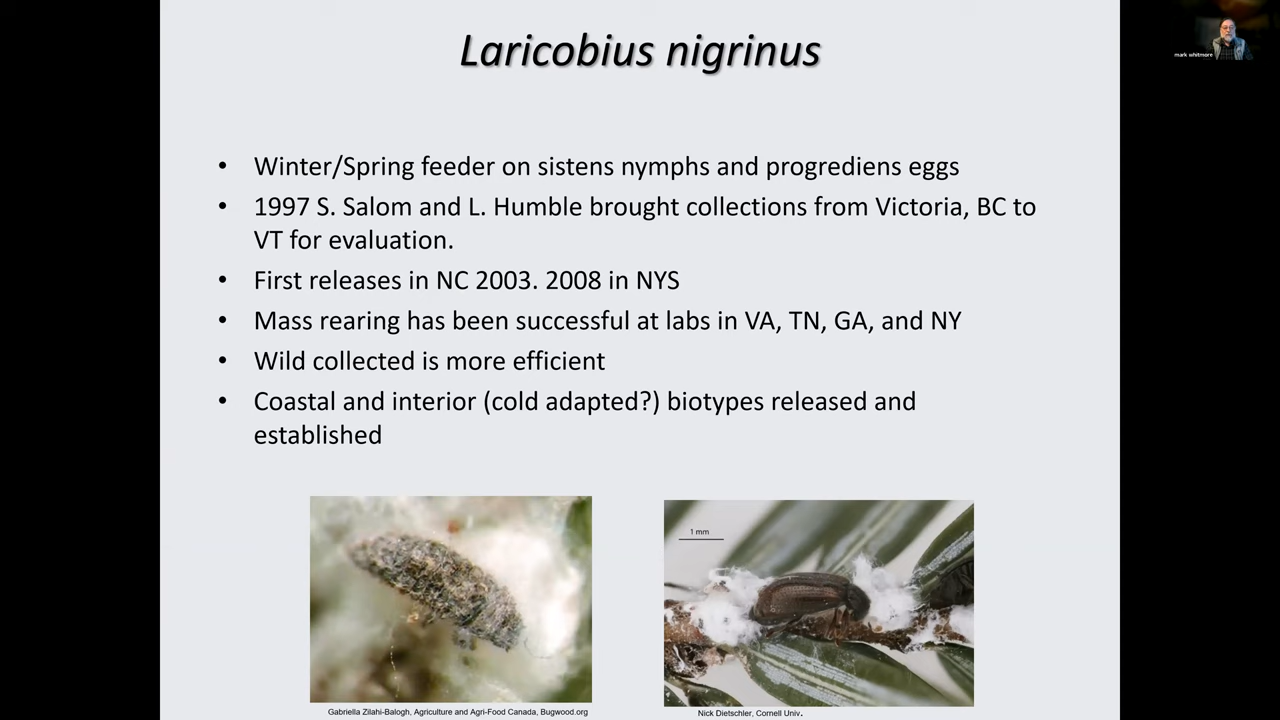 Laricobius nigrinus
mark whitmore
• Winter/Spring feeder on sistens nymphs and progrediens eggs
• 1997 S. Salom and L. Humble brought collections from Victoria, BC to
VT for evaluation.
• First releases in NC 2003. 2008 in NYS
• Mass rearing has been successful at labs in VA, TN, GA, and NY
• Wild collected is more efficient
• Coastal and interior (cold adapted?) biotypes released and
established
1 mm
Gabriella Zilahi-Balogh, Agriculture and Agri-Food Canada, Bugwood.org
Nick Dietschler, Cornell Univ.